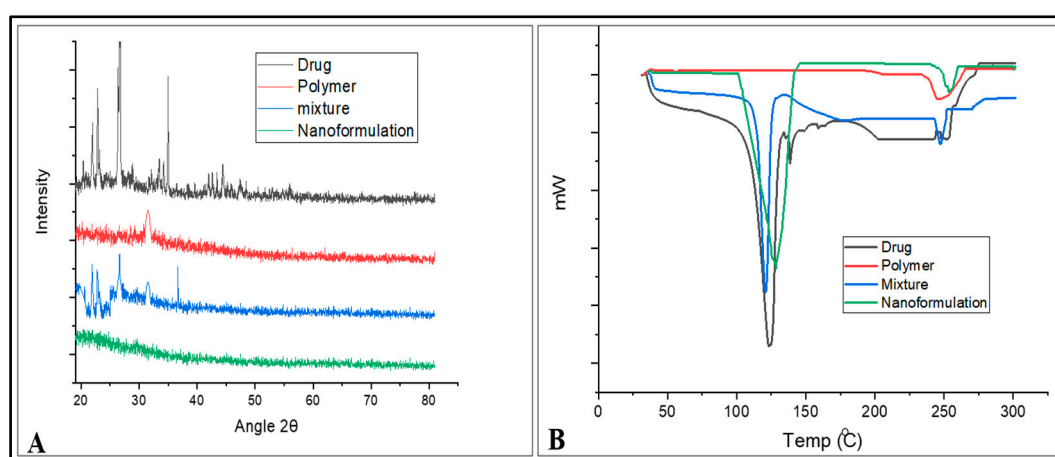 Drug
Polymer
mixture
Nanoformulation
Intensity
20 30 40 50 60 70 80
Angle 2θ
A
Drug
Polymer
Mixture
Nanoformulation
mW
0 50 100 150 200 250 300
Temp (°C)
B